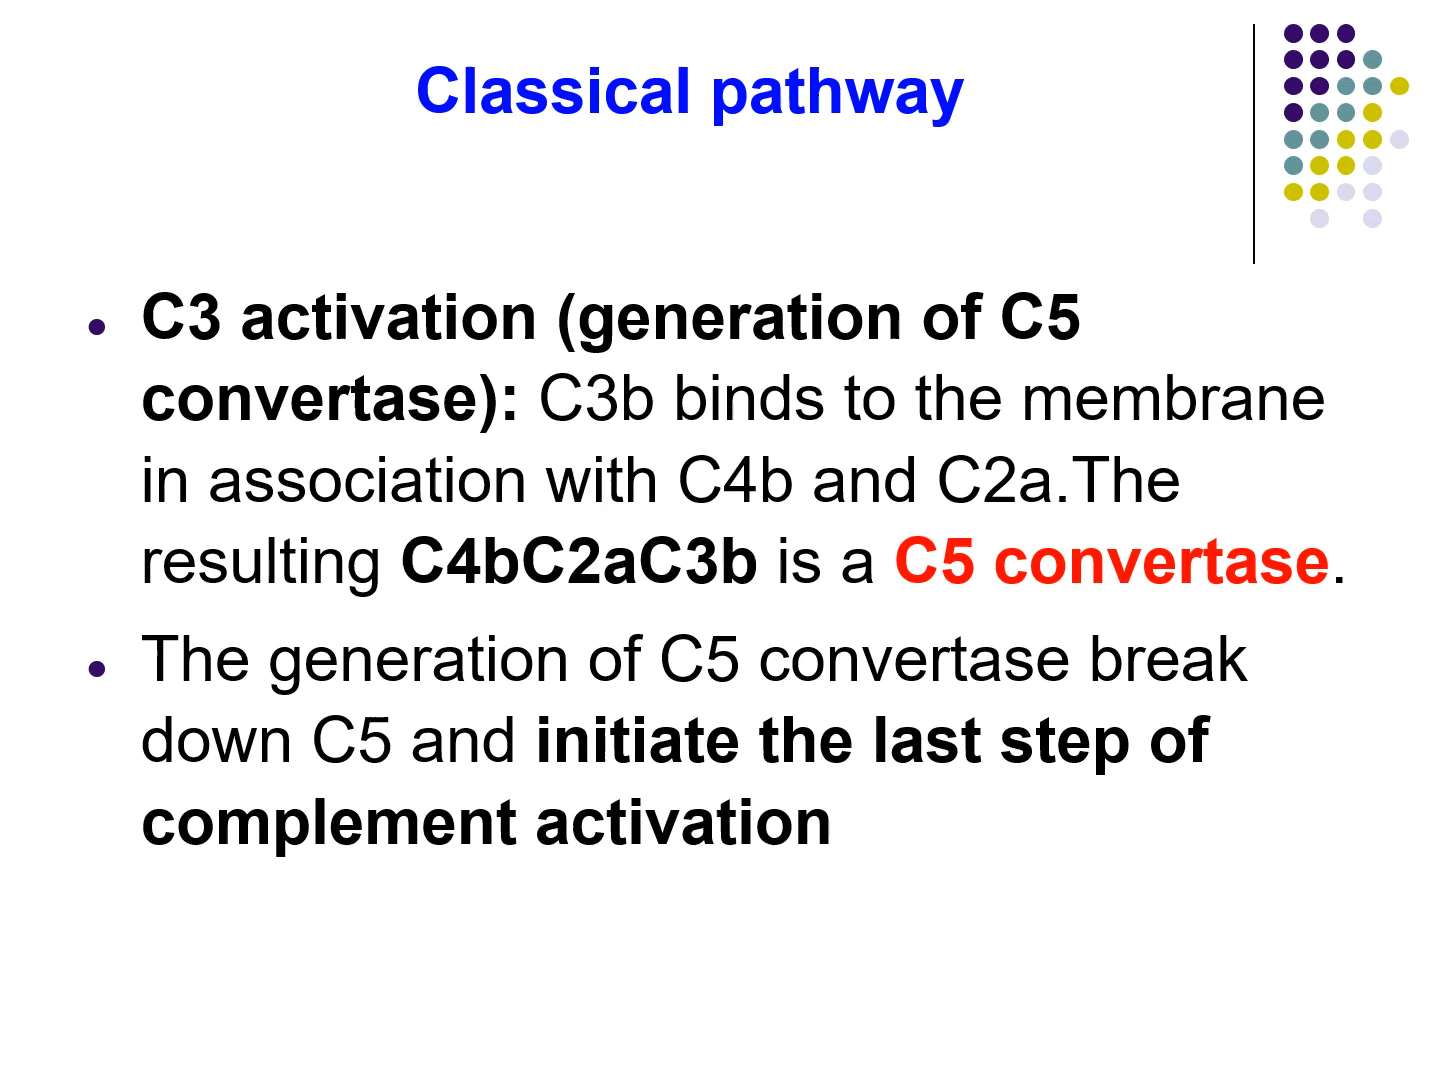 Classical pathway
● C3 activation (generation of C5
convertase): C3b binds to the membrane
in association with C4b and C2a.The
resulting C4bC2aC3b is a C5 convertase.
● The generation of C5 convertase break
down C5 and initiate the last step of
complement activation